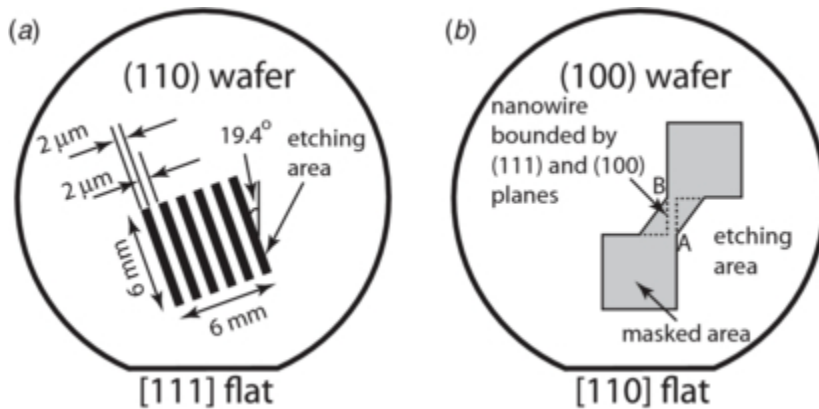 (a)
(110) wafer
2 μm
2 μm
19.4°
etching
area
6 mm
6 mm
[111] flat
(b)
(100) wafer
nanowire
bounded by
(111) and (100)
planes
B
A
etching
area
masked area
[110] flat